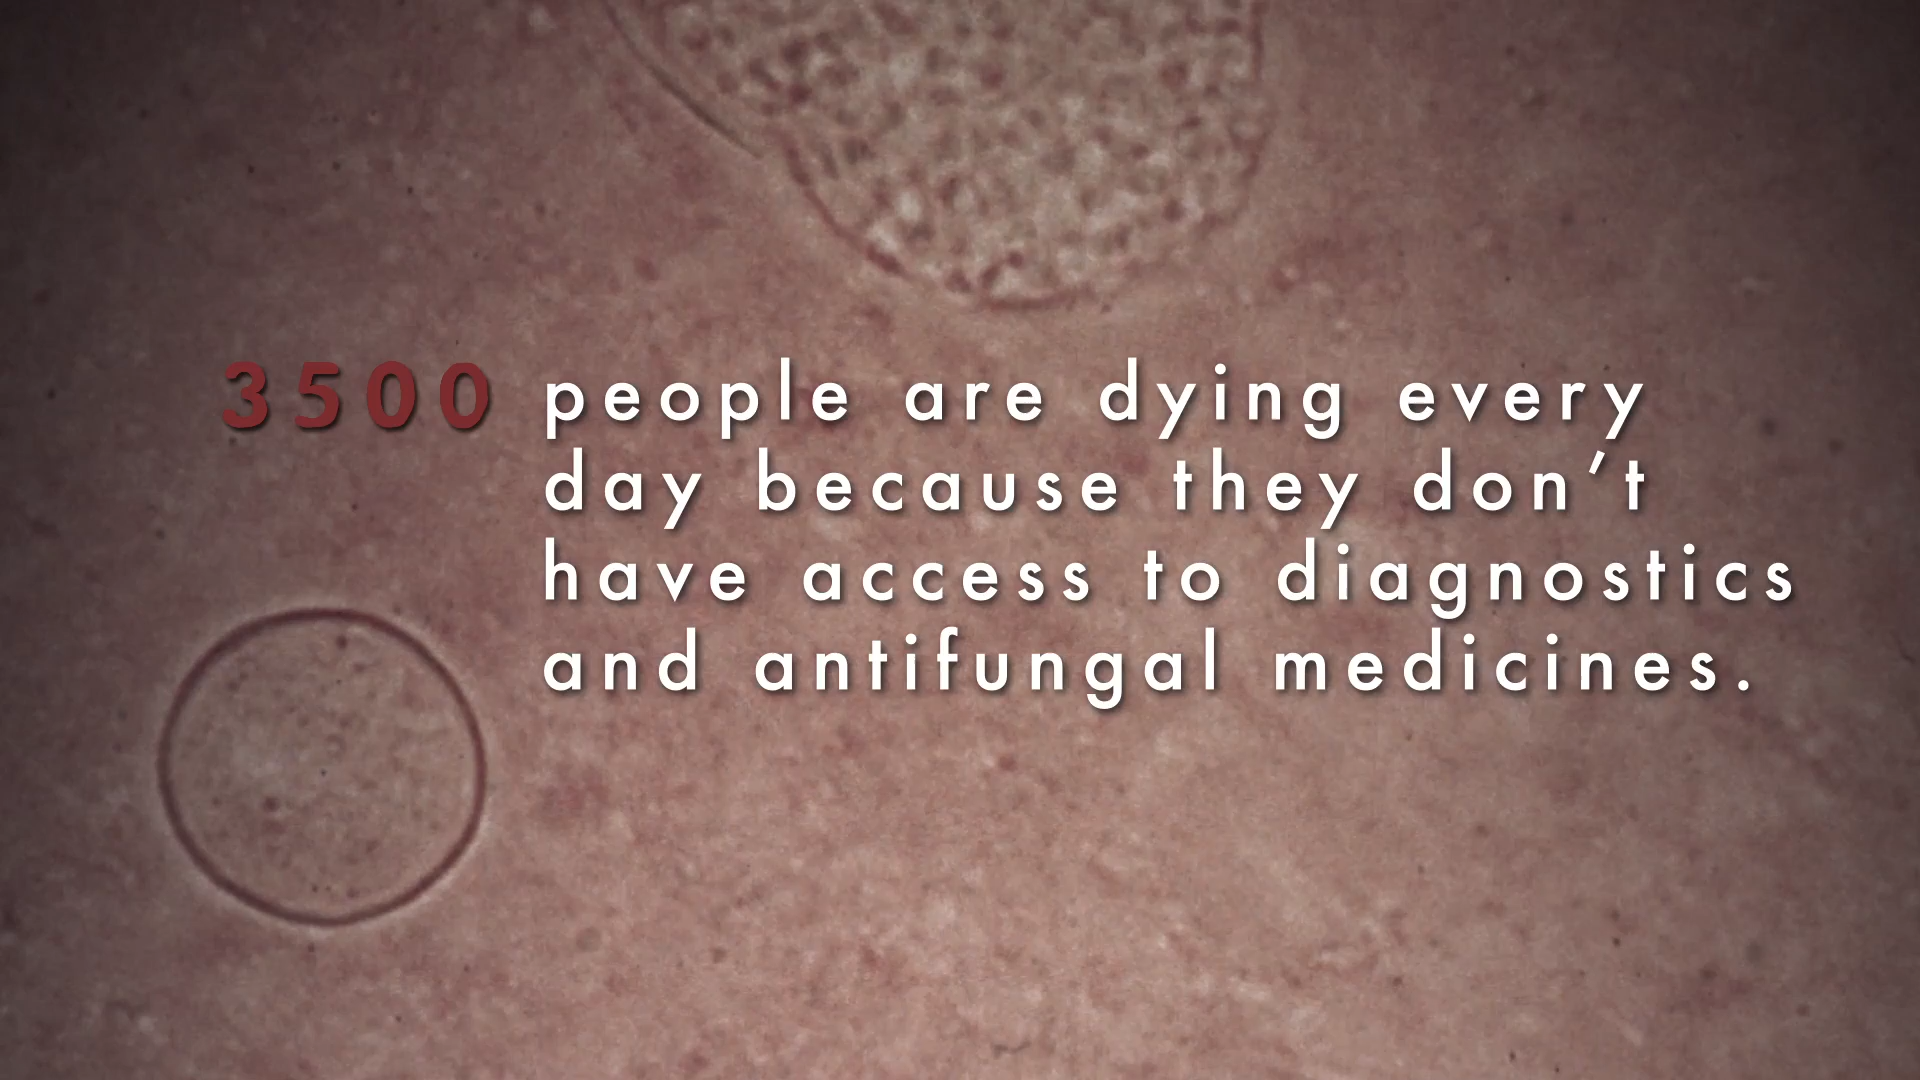 3500 people are dying every
day because they don’t
have access to diagnostics
and antifungal medicines.